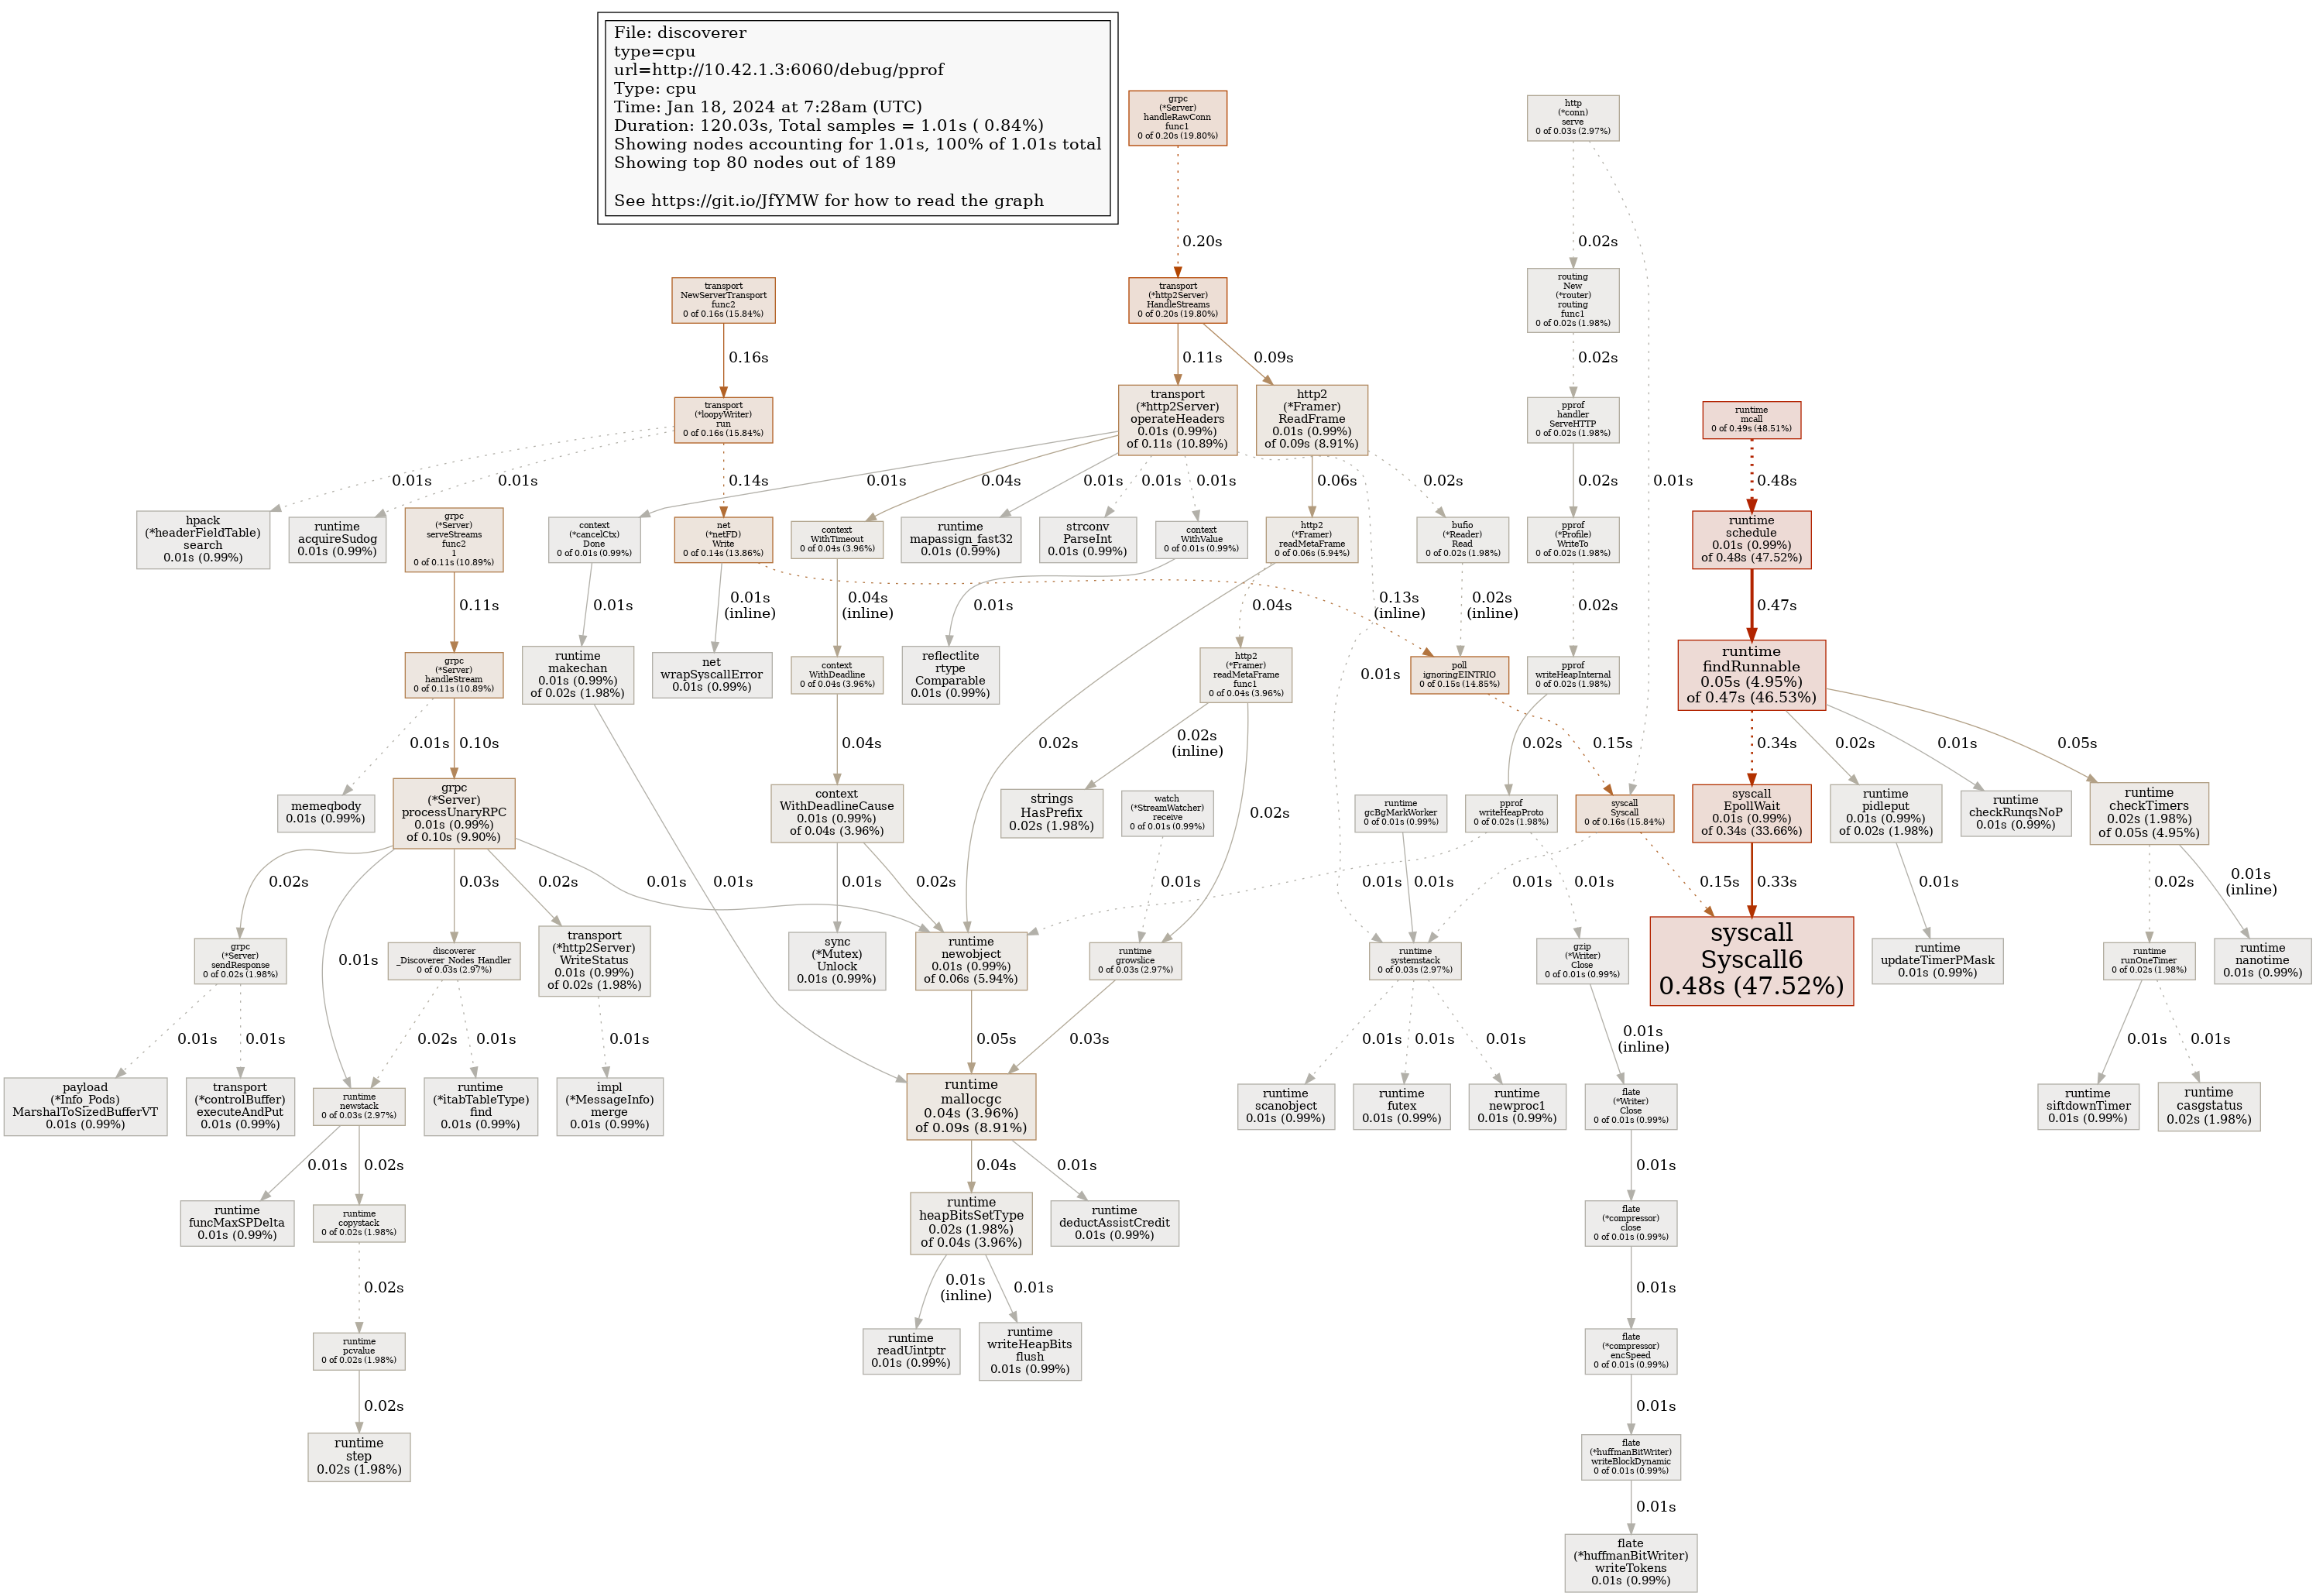 File: discoverer
type=cpu
url=http://10.42.1.3:6060/debug/pprof
Type: cpu
Time: Jan 18, 2024 at 7:28am (UTC)
Duration: 120.03s, Total samples = 1.01s ( 0.84%)
Showing nodes accounting for 1.01s, 100% of 1.01s total
Showing top 80 nodes out of 189
See https://git.io/JfYMW for how to read the graph
grpc
(*Server)
handleRawConn
func1
0 of 0.20s (19.80%)
http
(*conn)
serve
0 of 0.03s (2.97%)
0.20s
0.02s
transport
NewServerTransport
func2
0 of 0.16s (15.84%)
transport
(*http2Server)
HandleStreams
0 of 0.20s (19.80%)
routing
New
(*router)
routing
func1
0 of 0.02s (1.98%)
0.16s
0.11s
0.09s
0.02s
transport
(*loopyWriter)
run
0 of 0.16s (15.84%)
transport
(*http2Server)
operateHeaders
0.01s (0.99%)
of 0.11s (10.89%)
http2
(*Framer)
ReadFrame
0.01s (0.99%)
of 0.09s (8.91%)
pprof
handler
ServeHTTP
0 of 0.02s (1.98%)
runtime
mcall
0 of 0.49s (48.51%)
0.01s
0.01s
0.14s
0.01s
0.04s
0.01s
0.01s
0.01s
0.06s
0.02s
0.02s
0.01s
0.48s
hpack
(*headerFieldTable)
search
0.01s (0.99%)
runtime
acquireSudog
0.01s (0.99%)
grpc
(*Server)
serveStreams
func2
1
0 of 0.11s (10.89%)
context
(*cancelCtx)
Done
0 of 0.01s (0.99%)
net
(*netFD)
Write
0 of 0.14s (13.86%)
context
WithTimeout
0 of 0.04s (3.96%)
runtime
mapassign_fast32
0.01s (0.99%)
strconv
ParseInt
0.01s (0.99%)
context
WithValue
0 of 0.01s (0.99%)
http2
(*Framer)
readMetaFrame
0 of 0.06s (5.94%)
bufio
(*Reader)
Read
0 of 0.02s (1.98%)
pprof
(*Profile)
WriteTo
0 of 0.02s (1.98%)
runtime
schedule
0.01s (0.99%)
of 0.48s (47.52%)
0.11s
0.01s
0.01s
(inline)
0.04s
(inline)
0.01s
0.04s
0.13s
(inline)
0.02s
(inline)
0.02s
0.47s
grpc
(*Server)
handleStream
0 of 0.11s (10.89%)
runtime
makechan
0.01s (0.99%)
of 0.02s (1.98%)
net
wrapSyscallError
0.01s (0.99%)
context
WithDeadline
0 of 0.04s (3.96%)
reflectlite
rtype
Comparable
0.01s (0.99%)
http2
(*Framer)
readMetaFrame
func1
0 of 0.04s (3.96%)
0.01s
poll
ignoringEINTRIO
0 of 0.15s (14.85%)
pprof
writeHeapInternal
0 of 0.02s (1.98%)
runtime
findRunnable
0.05s (4.95%)
of 0.47s (46.53%)
0.01s
0.10s
0.04s
0.02s
0.02s
(inline)
0.02s
0.15s
0.02s
0.34s
0.02s
0.01s
0.05s
memeqbody
0.01s (0.99%)
grpc
(*Server)
processUnaryRPC
0.01s (0.99%)
of 0.10s (9.90%)
context
WithDeadlineCause
0.01s (0.99%)
of 0.04s (3.96%)
strings
HasPrefix
0.02s (1.98%)
watch
(*StreamWatcher)
receive
0 of 0.01s (0.99%)
runtime
gcBgMarkWorker
0 of 0.01s (0.99%)
pprof
writeHeapProto
0 of 0.02s (1.98%)
syscall
Syscall
0 of 0.16s (15.84%)
syscall
EpollWait
0.01s (0.99%)
of 0.34s (33.66%)
runtime
pidleput
0.01s (0.99%)
of 0.02s (1.98%)
runtime
checkRunqsNoP
0.01s (0.99%)
runtime
checkTimers
0.02s (1.98%)
of 0.05s (4.95%)
0.02s
0.01s
0.03s
0.02s
0.01s
0.01s
0.01s
0.02s
0.01s
0.01s
0.01s
0.01s
0.01s
0.15s
0.33s
0.01s
0.02s
0.01s
(inline)
grpc
(*Server)
sendResponse
0 of 0.02s (1.98%)
discoverer
_Discoverer_Nodes_Handler
0 of 0.03s (2.97%)
transport
(*http2Server)
WriteStatus
0.01s (0.99%)
of 0.02s (1.98%)
sync
(*Mutex)
Unlock
0.01s (0.99%)
runtime
newobject
0.01s (0.99%)
of 0.06s (5.94%)
runtime
growslice
0 of 0.03s (2.97%)
runtime
systemstack
0 of 0.03s (2.97%)
gzip
(*Writer)
Close
0 of 0.01s (0.99%)
syscall
Syscall6
0.48s (47.52%)
runtime
updateTimerPMask
0.01s (0.99%)
runtime
runOneTimer
0 of 0.02s (1.98%)
runtime
nanotime
0.01s (0.99%)
0.01s
0.01s
0.02s
0.01s
0.01s
0.05s
0.03s
0.01s
0.01s
0.01s
0.01s
(inline)
0.01s
0.01s
payload
(*Info_Pods)
MarshalToSizedBufferVT
0.01s (0.99%)
transport
(*controlBuffer)
executeAndPut
0.01s (0.99%)
runtime
newstack
0 of 0.03s (2.97%)
runtime
(*itabTableType)
find
0.01s (0.99%)
impl
(*MessageInfo)
merge
0.01s (0.99%)
runtime
mallocgc
0.04s (3.96%)
of 0.09s (8.91%)
runtime
scanobject
0.01s (0.99%)
runtime
futex
0.01s (0.99%)
runtime
newproc1
0.01s (0.99%)
flate
(*Writer)
Close
0 of 0.01s (0.99%)
runtime
siftdownTimer
0.01s (0.99%)
runtime
casgstatus
0.02s (1.98%)
0.01s
0.02s
0.04s
0.01s
0.01s
runtime
funcMaxSPDelta
0.01s (0.99%)
runtime
copystack
0 of 0.02s (1.98%)
runtime
heapBitsSetType
0.02s (1.98%)
of 0.04s (3.96%)
runtime
deductAssistCredit
0.01s (0.99%)
flate
(*compressor)
close
0 of 0.01s (0.99%)
0.02s
0.01s
(inline)
0.01s
0.01s
runtime
pcvalue
0 of 0.02s (1.98%)
runtime
readUintptr
0.01s (0.99%)
runtime
writeHeapBits
flush
0.01s (0.99%)
flate
(*compressor)
encSpeed
0 of 0.01s (0.99%)
0.02s
0.01s
runtime
step
0.02s (1.98%)
flate
(*huffmanBitWriter)
writeBlockDynamic
0 of 0.01s (0.99%)
0.01s
flate
(*huffmanBitWriter)
writeTokens
0.01s (0.99%)